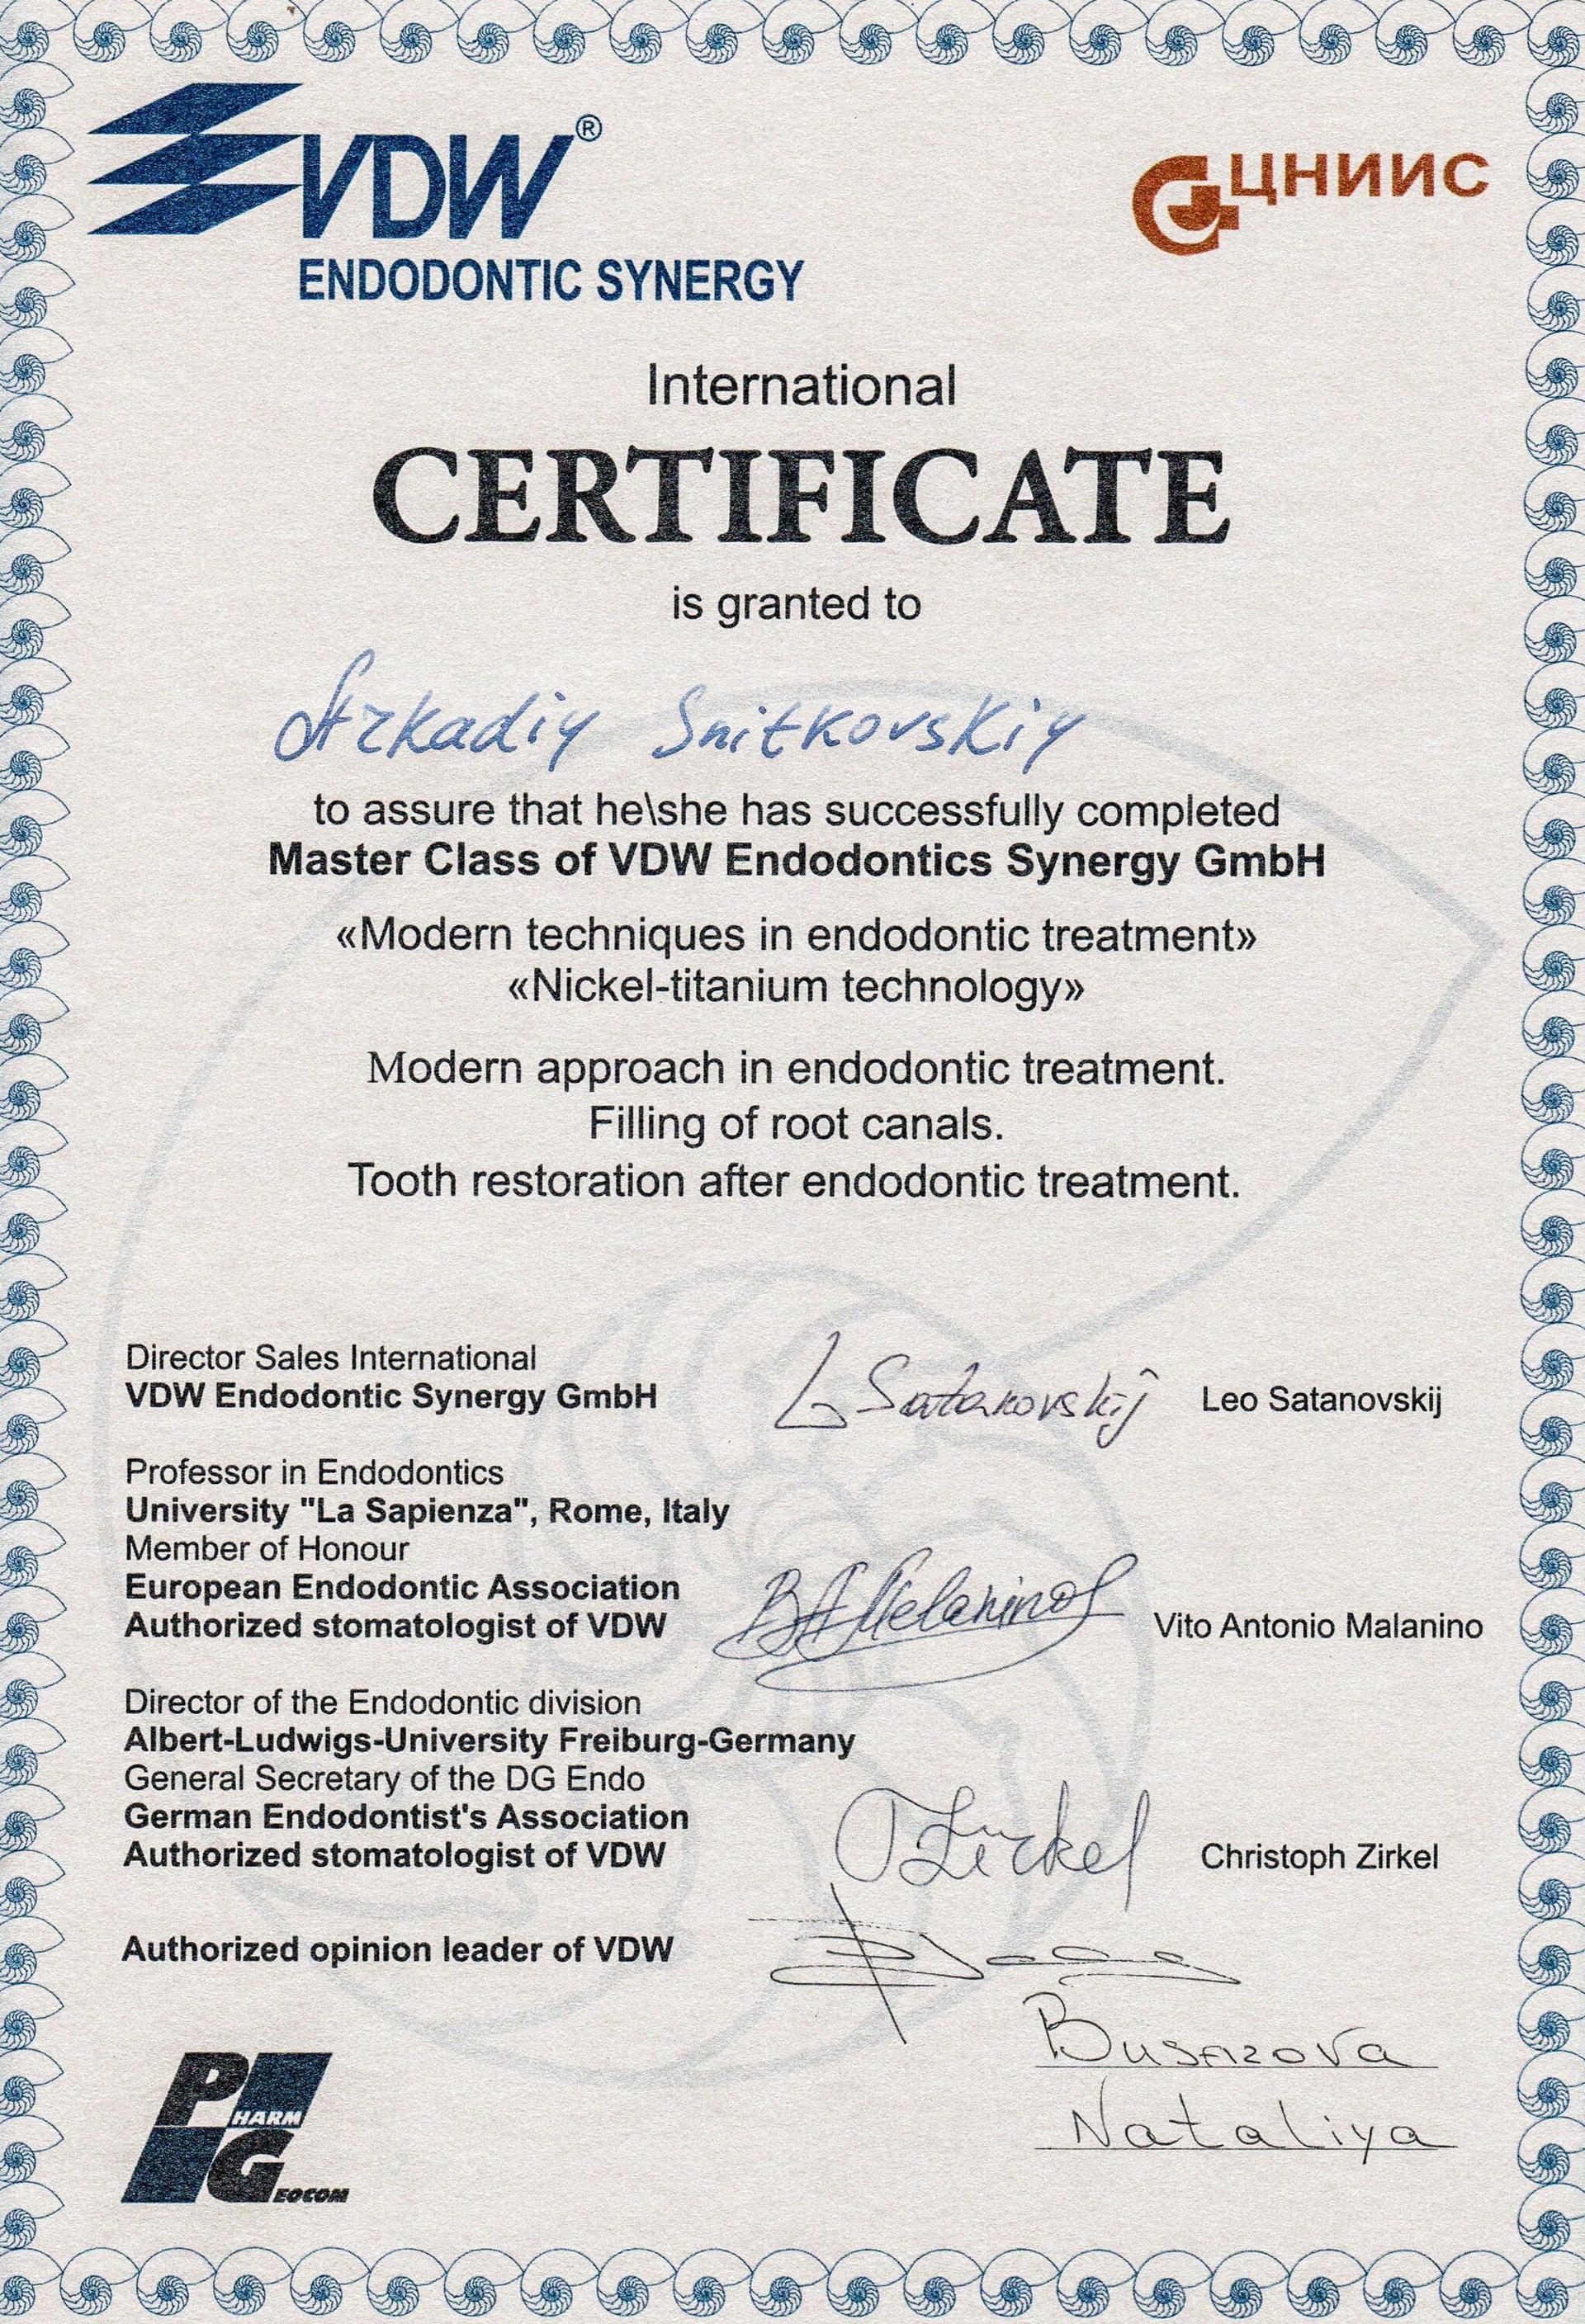 VDW®
ENDODONTIC SYNERGY
ЦНИИС
International
CERTIFICATE
is granted to
Arkadiy Snitkovskiy
to assure that he\she has successfully completed
Master Class of VDW Endodontics Synergy GmbH
«Modern techniques in endodontic treatment»
«Nickel-titanium technology»
Modern approach in endodontic treatment.
Filling of root canals.
Tooth restoration after endodontic treatment.
Director Sales International
VDW Endodontic Synergy GmbH
L Satanovskij
Leo Satanovskij
Professor in Endodontics
University "La Sapienza", Rome, Italy
Member of Honour
European Endodontic Association
Authorized stomatologist of VDW
Vito Antonio Malanino
Director of the Endodontic division
Albert-Ludwigs-University Freiburg-Germany
General Secretary of the DG Endo
German Endodontist's Association
Authorized stomatologist of VDW
Zirkel
Christoph Zirkel
Authorized opinion leader of VDW
Nataliya
PHARM
GEOCOM